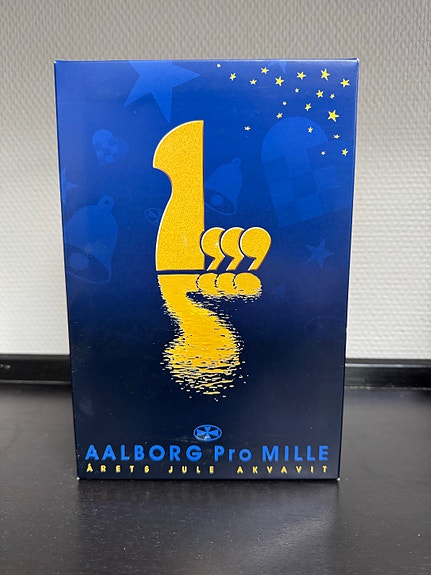 1999
AALBORG Pro MILLE
ÅRETS JULE AKVAVIT